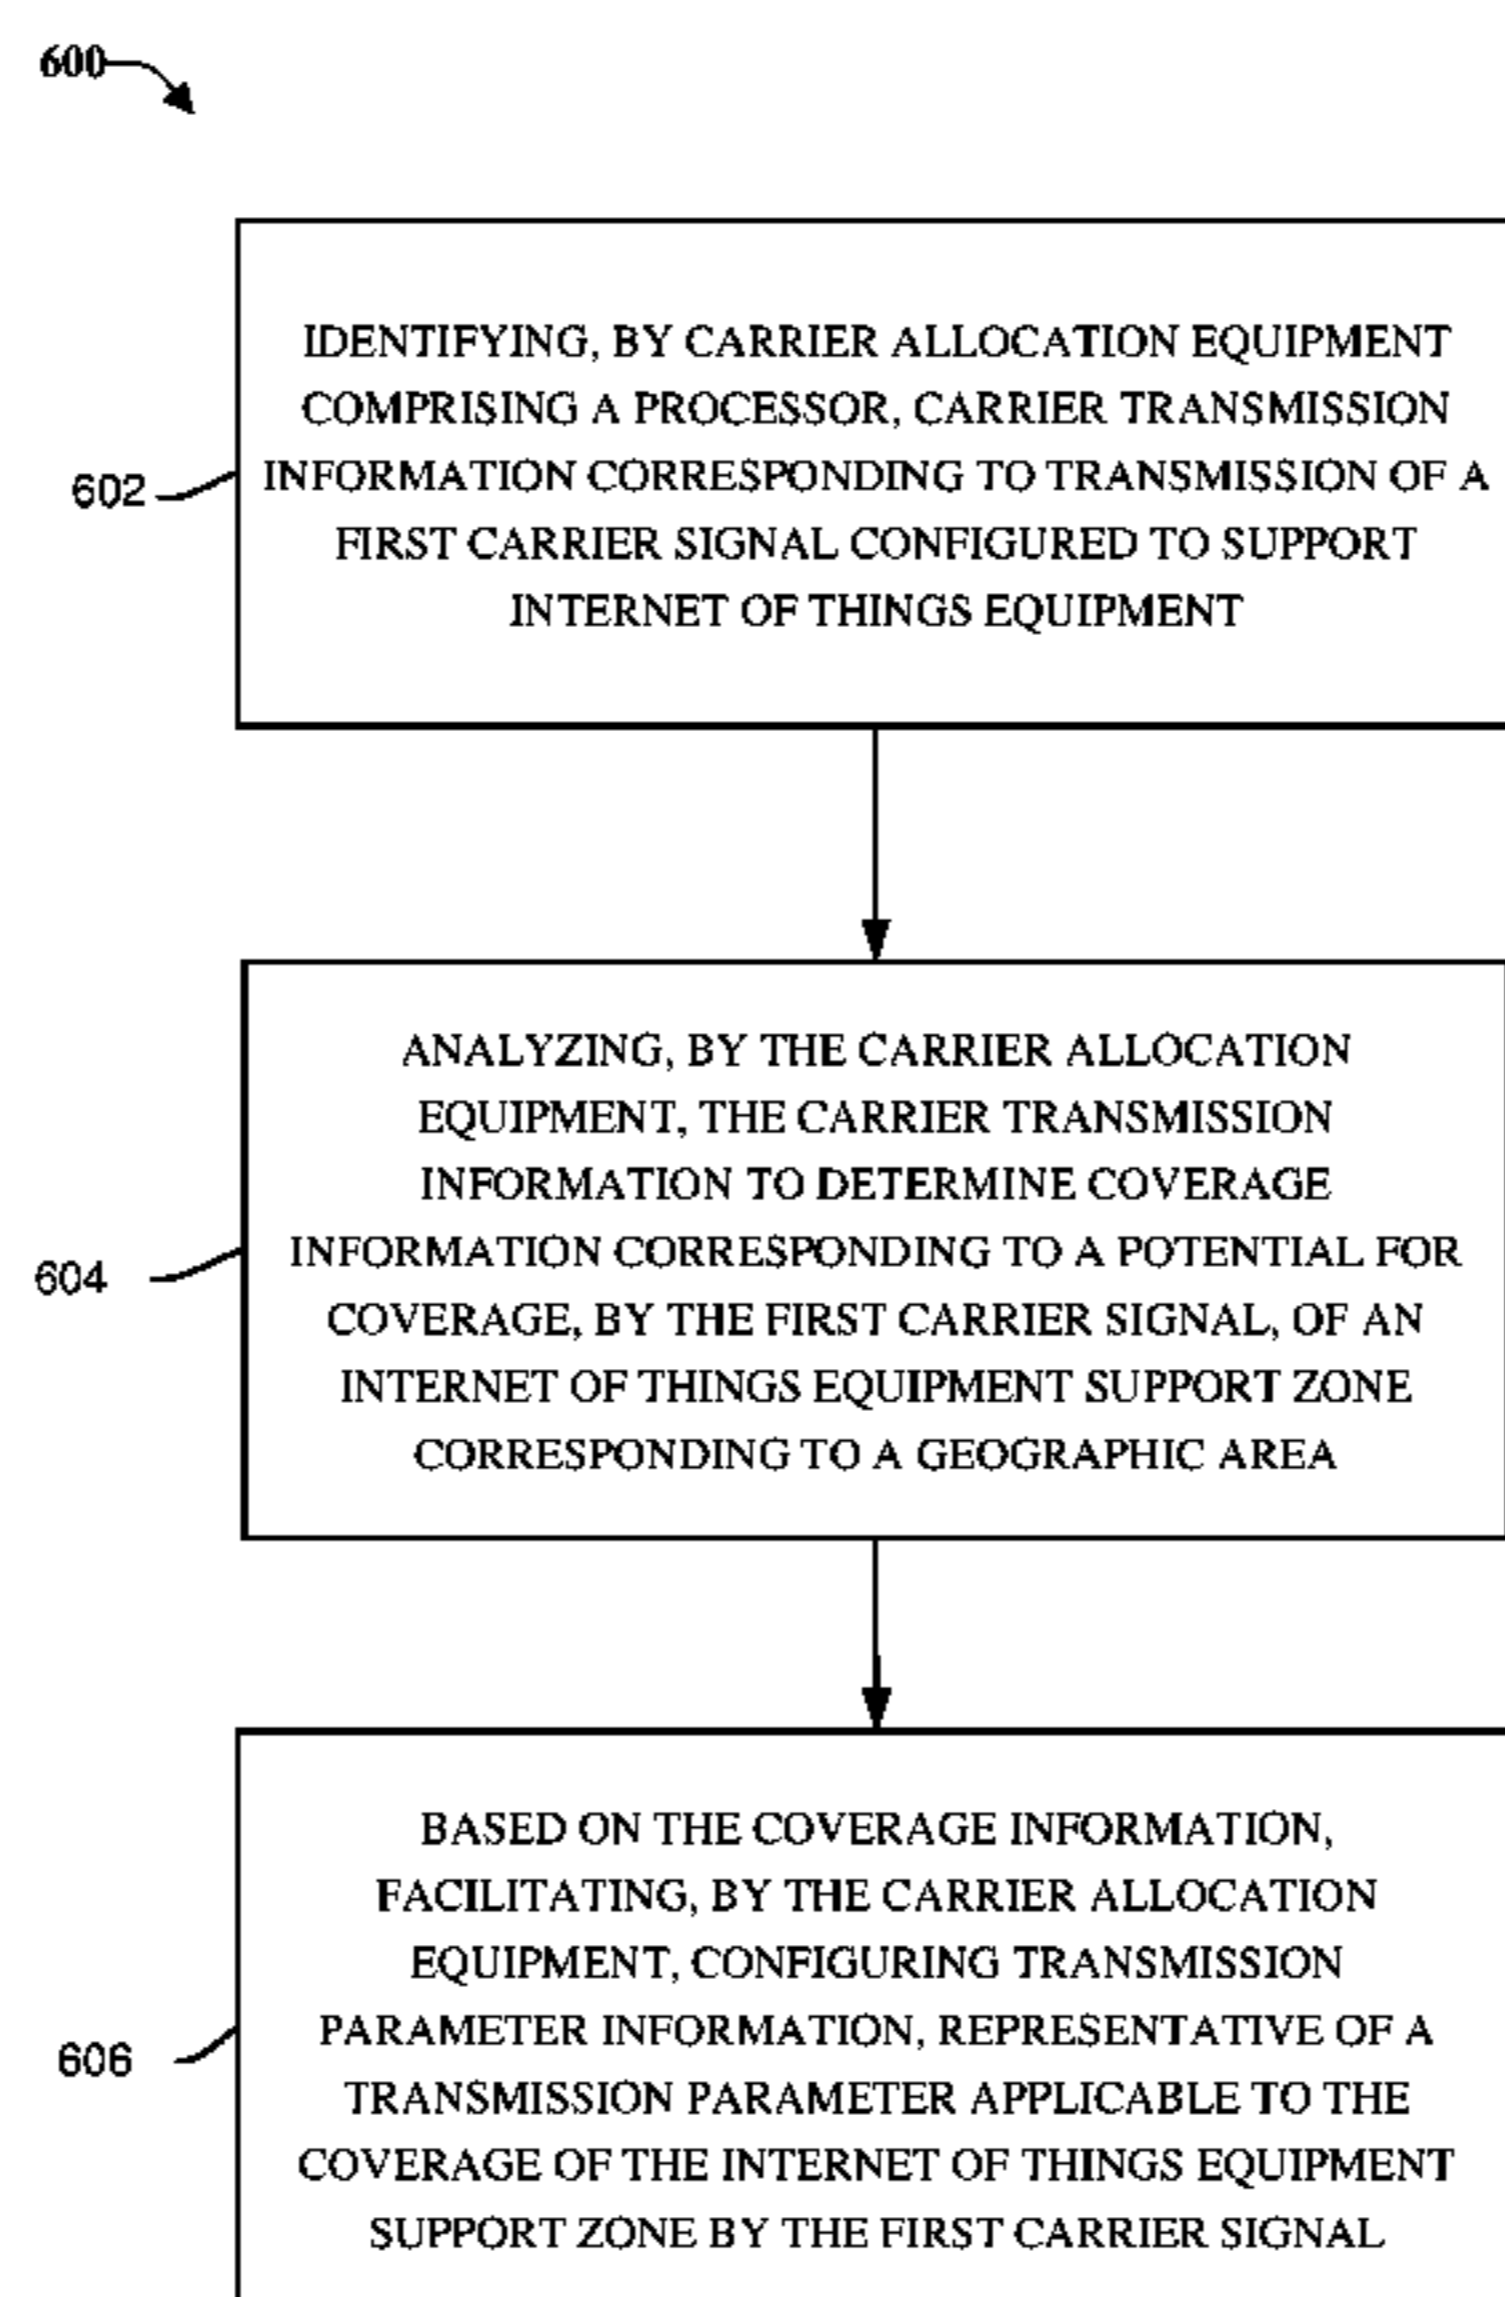 600
IDENTIFYING, BY CARRIER ALLOCATION EQUIPMENT
COMPRISING A PROCESSOR, CARRIER TRANSMISSION
INFORMATION CORRESPONDING TO TRANSMISSION OF A
FIRST CARRIER SIGNAL CONFIGURED TO SUPPORT
INTERNET OF THINGS EQUIPMENT
602
ANALYZING, BY THE CARRIER ALLOCATION
EQUIPMENT, THE CARRIER TRANSMISSION
INFORMATION TO DETERMINE COVERAGE
INFORMATION CORRESPONDING TO A POTENTIAL FOR
COVERAGE, BY THE FIRST CARRIER SIGNAL, OF AN
INTERNET OF THINGS EQUIPMENT SUPPORT ZONE
CORRESPONDING TO A GEOGRAPHIC AREA
604
BASED ON THE COVERAGE INFORMATION,
FACILITATING, BY THE CARRIER ALLOCATION
EQUIPMENT, CONFIGURING TRANSMISSION
PARAMETER INFORMATION, REPRESENTATIVE OF A
TRANSMISSION PARAMETER APPLICABLE TO THE
COVERAGE OF THE INTERNET OF THINGS EQUIPMENT
SUPPORT ZONE BY THE FIRST CARRIER SIGNAL
606